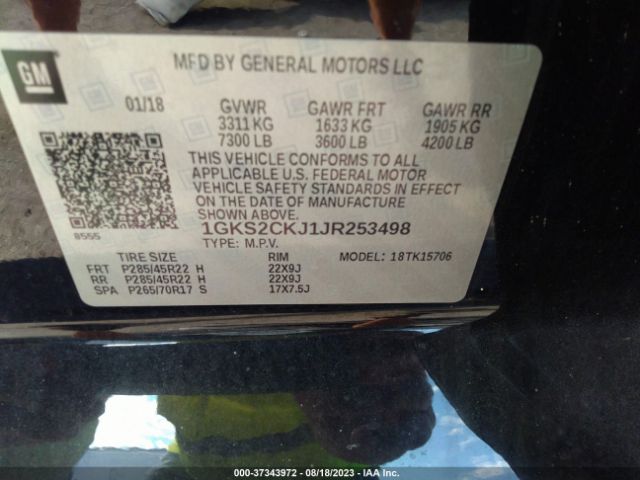 GM
MFD BY GENERAL MOTORS LLC
01/18 GVWR GAWR FRT GAWR RR
3311 KG 1633 KG 1905 KG
7300 LB 3600 LB 4200 LB
THIS VEHICLE CONFORMS TO ALL
APPLICABLE U.S. FEDERAL MOTOR
VEHICLE SAFETY STANDARDS IN EFFECT
ON THE DATE OF MANUFACTURE
SHOWN ABOVE.
8555 1GKS2CKJ1JR253498
TYPE: M.P.V.
TIRE SIZE RIM MODEL: 18TK15706
FRT P285/45R22 H 22X9J
RR P285/45R22 H 22X9J
SPA P265/70R17 S 17X7.5J
000-37343972 - 08/18/2023 - IAA Inc.